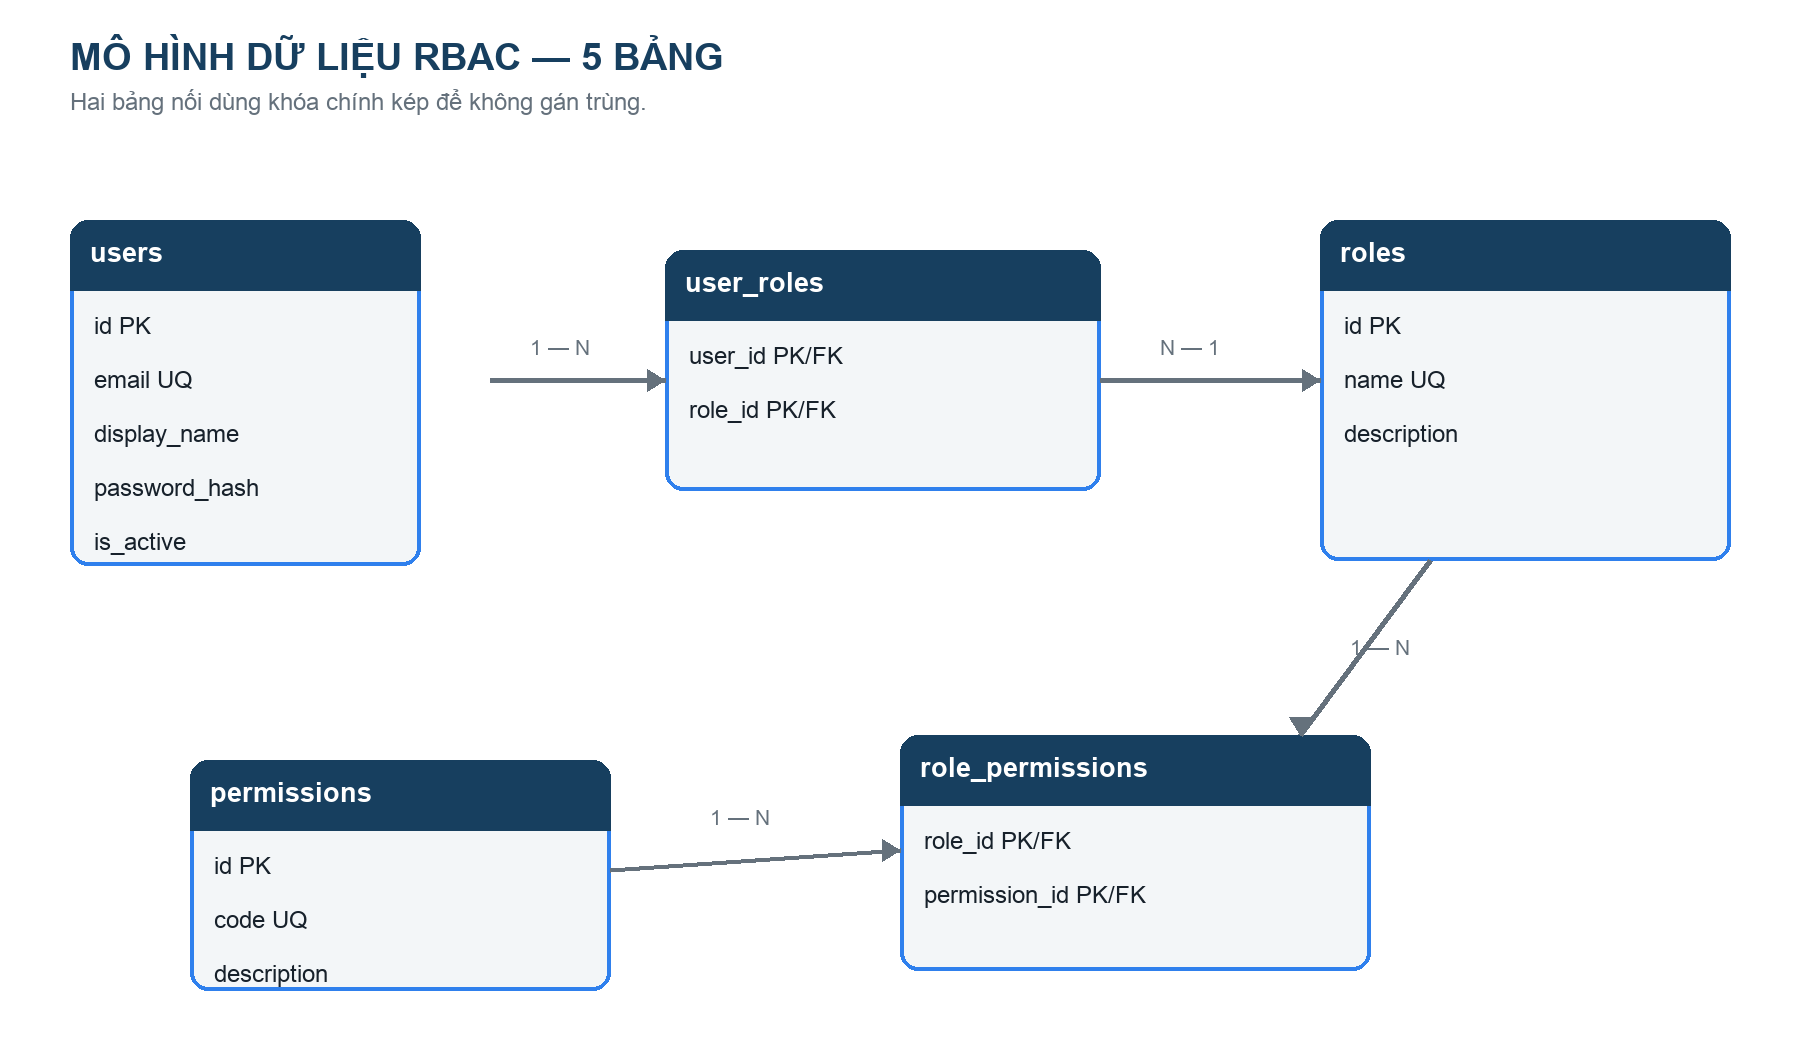 MÔ HÌNH DỮ LIỆU RBAC — 5 BẢNG
Hai bảng nối dùng khóa chính kép để không gán trùng.
users
id PK
email UQ
display_name
password_hash
is_active
1 — N
user_roles
user_id PK/FK
role_id PK/FK
N — 1
roles
id PK
name UQ
description
1 — N
permissions
id PK
code UQ
description
1 — N
role_permissions
role_id PK/FK
permission_id PK/FK